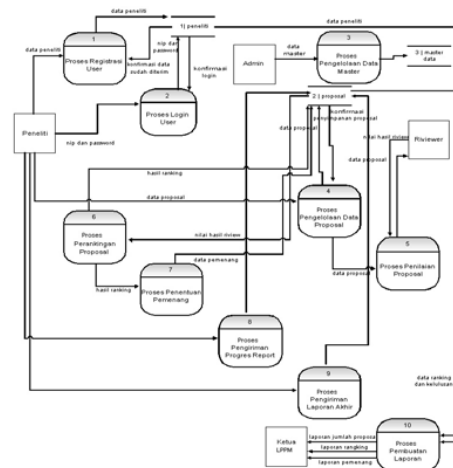 data peneliti
data peneliti
1 j peneliti
data peneliti
1
Proses Registrasi
User
konfirmasi data
sudah dikirim
nip dan
password
konfirmasi
login
Admin
data
master
3
Proses
Pengelolaan Data
Master
3 j master
data
2
Proses Login
User
2 j proposal
konfirmasi
penyimpanan proposal
data proposal
nilai hasil riview
data proposal
Riviewer
Peneliti
nip dan password
hasil ranking
data proposal
4
Proses
Pengelolaan Data
Proposal
6
Proses
Perankingan
Proposal
nilai hasil riview
data pemenang
5
Proses Penilaian
Proposal
7
Proses Penentuan
Pemenang
hasil ranking
data proposal
8
Proses
Pengiriman
Progres Report
9
Proses
Pengiriman
Laporan Akhir
data ranking
dan kelulusan
Ketua
LPPM
laporan jumlah proposal
laporan rangking
laporan pemenang
10
Proses
Pembuatan
Laporan